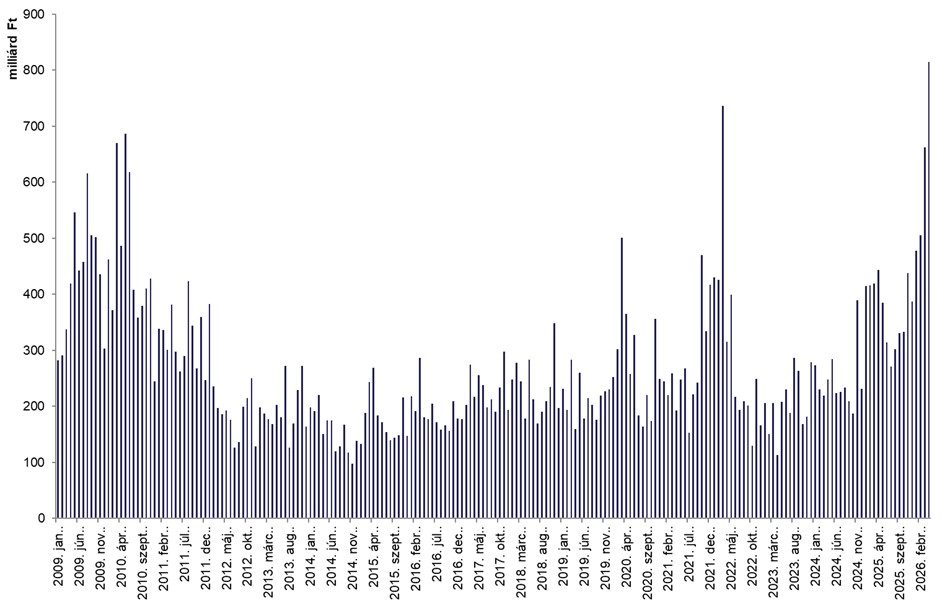 milliárd Ft
900
800
700
600
500
400
300
200
100
0
2009. jan..
2009. jún..
2009. nov..
2010. ápr..
2010. szept..
2011. febr..
2011. júl..
2011. dec..
2012. máj..
2012. okt..
2013. márc..
2013. aug..
2014. jan..
2014. jún..
2014. nov..
2015. ápr..
2015. szept..
2016. febr..
2016. júl..
2016. dec..
2017. máj..
2017. okt..
2018. márc..
2018. aug..
2019. jan..
2019. jún..
2019. nov..
2020. ápr..
2020. szept..
2021. febr..
2021. júl..
2021. dec..
2022. máj..
2022. okt..
2023. márc..
2023. aug..
2024. jan..
2024. jún..
2024. nov..
2025. ápr..
2025. szept..
2026. febr..